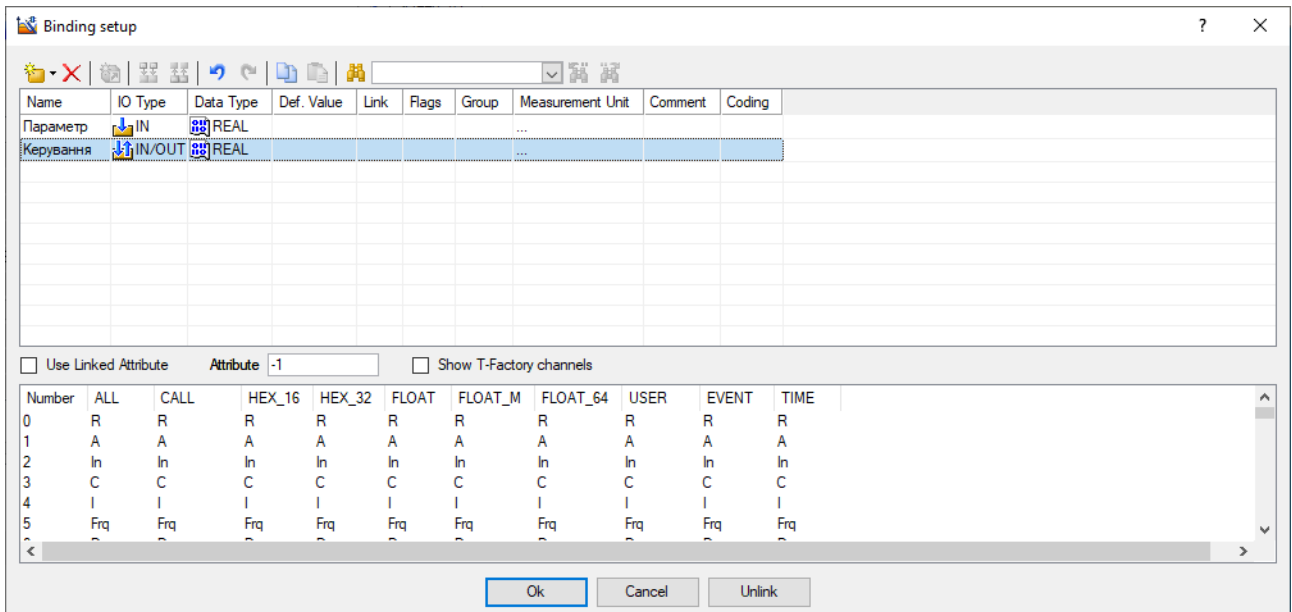 Binding setup ?
Name IO Type Data Type Def. Value Link Flags Group Measurement Unit Comment Coding
Параметр IN REAL ...
Керування IN/OUT REAL ...
Use Linked Attribute Attribute -1 Show T-Factory channels
Number ALL CALL HEX_16 HEX_32 FLOAT FLOAT_M FLOAT_64 USER EVENT TIME
0 R R R R R R R R R R
1 A A A A A A A A A A
2 In In In In In In In In In In
3 C C C C C C C C C C
4 I I I I I I I I I I
5 Frq Frq Frq Frq Frq Frq Frq Frq Frq Frq
Ok Cancel Unlink